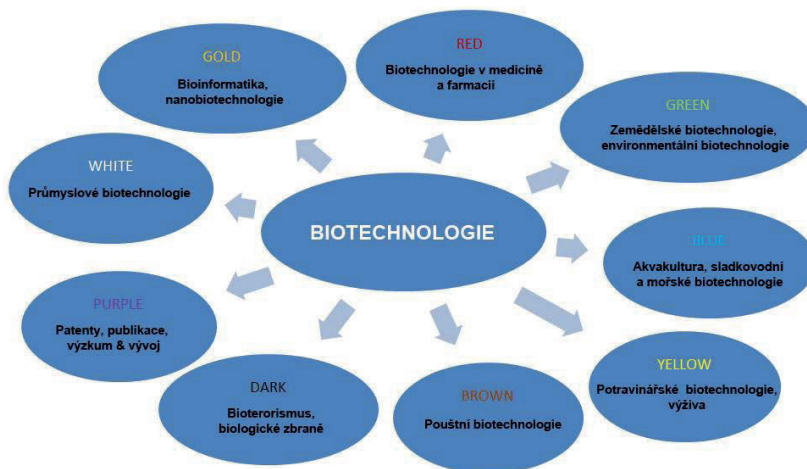 GOLD
Bioinformatika,
nanobiotechnologie
RED
Biotechnologie v medicíně
a farmacii
GREEN
Zemědělské biotechnologie,
environmentální biotechnologie
WHITE
Průmyslové biotechnologie
BIOTECHNOLOGIE
BLUE
Akvakultura, sladkovodní
a mořské biotechnologie
PURPLE
Patenty, publikace,
výzkum & vývoj
DARK
Bioterorismus,
biologické zbraně
BROWN
Pouštní biotechnologie
YELLOW
Potravinářské biotechnologie,
výživa